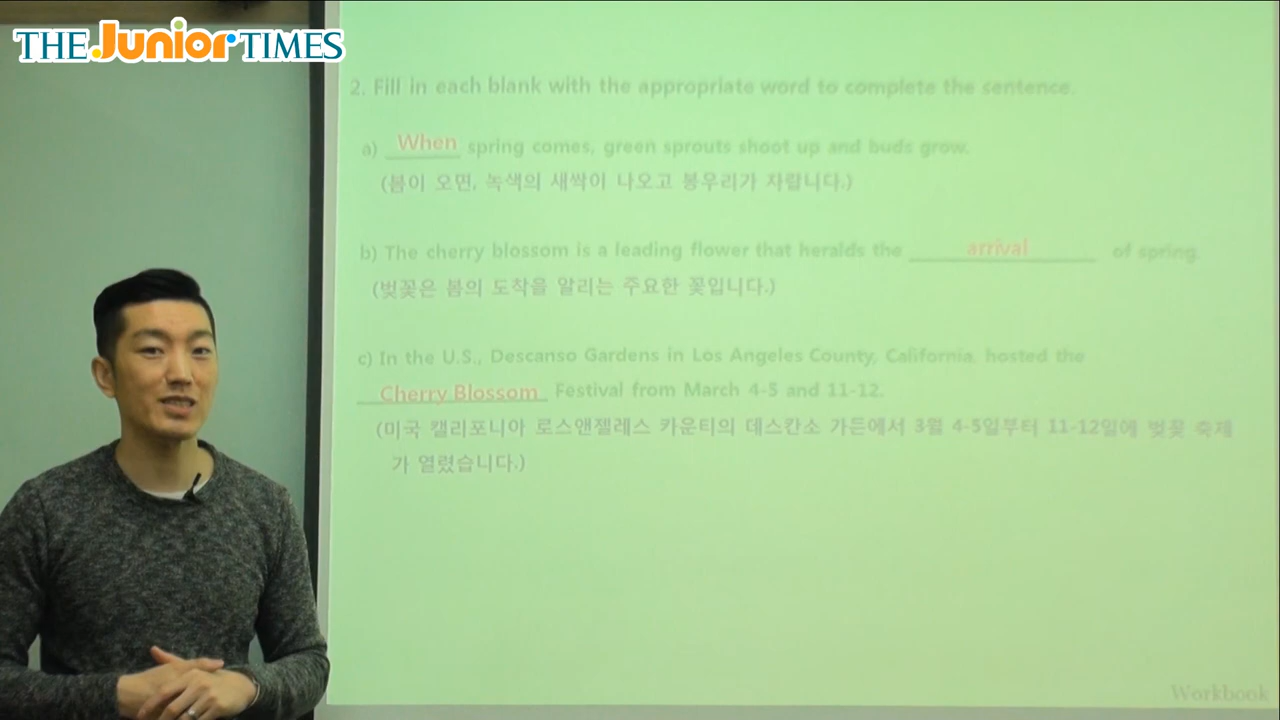 THE Junior TIMES
2. Fill in each blank with the appropriate word to complete the sentence.
a) When spring comes, green sprouts shoot up and buds grow.
(봄이 오면, 녹색의 새싹이 나오고 봉우리가 자랍니다.)
b) The cherry blossom is a leading flower that heralds the arrival of spring.
(벚꽃은 봄의 도착을 알리는 주요한 꽃입니다.)
c) In the U.S., Descanso Gardens in Los Angeles County, California, hosted the
Cherry Blossom Festival from March 4-5 and 11-12.
(미국 캘리포니아 로스앤젤레스 카운티의 데스칸소 가든에서 3월 4-5일부터 11-12일에 벚꽃 축제
가 열렸습니다.)
Workbook